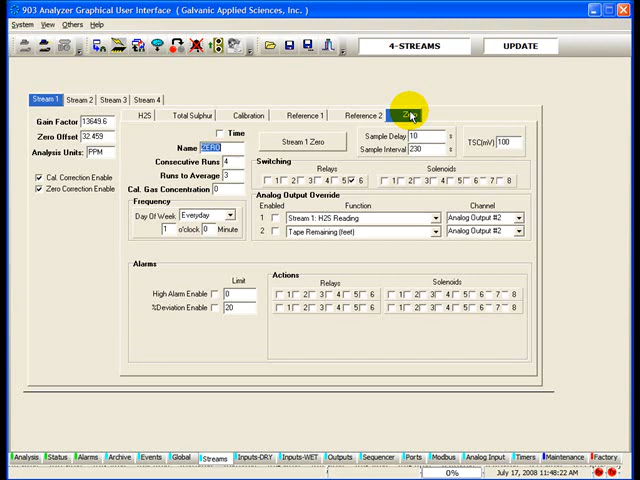 903 Analyzer Graphical User Interface ( Galvanic Applied Sciences, Inc. )
System View Others Help
4-STREAMS UPDATE
Stream 1 Stream 2 Stream 3 Stream 4
Gain Factor 13649.6
Zero Offset 32.459
Analysis Units: PPM
Cal. Correction Enable
Zero Correction Enable
H2S Total Sulphur Calibration Reference 1 Reference 2 Zero
Time
Name ZERO
Consecutive Runs 4
Runs to Average 3
Cal. Gas Concentration 0
Stream 1 Zero
Sample Delay 10
Sample Interval 230
TSC(mV) 100
Switching
Relays Solenoids
1 2 3 4 5 6 1 2 3 4 5 6 7 8
Frequency
Day Of Week Everyday
1 o'clock 0 Minute
Analog Output Override
Enabled Function Channel
1 Stream 1: H2S Reading Analog Output #2
2 Tape Remaining (feet) Analog Output #2
Alarms
Limit
High Alarm Enable 0
%Deviation Enable 20
Actions
Relays Solenoids
1 2 3 4 5 6 1 2 3 4 5 6 7 8
1 2 3 4 5 6 1 2 3 4 5 6 7 8
Analysis Status Alarms Archive Events Global Streams Inputs-DRY Inputs-WET Outputs Sequencer Ports Modbus Analog Input Timers Maintenance Factory
0% July 17, 2008 11:48:22 AM